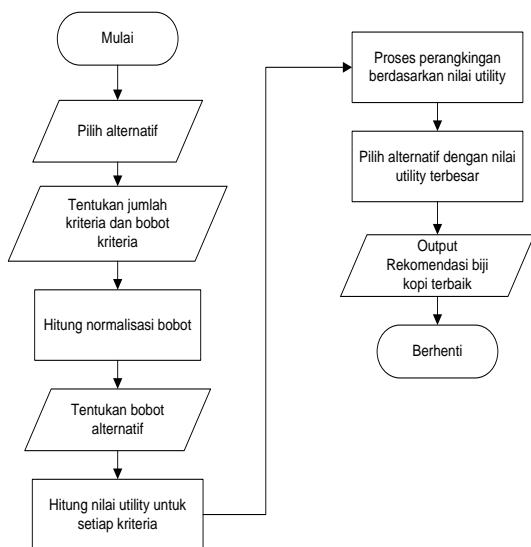 Mulai
Pilih alternatif
Tentukan jumlah
kriteria dan bobot
kriteria
Hitung normalisasi bobot
Tentukan bobot
alternatif
Hitung nilai utility untuk
setiap kriteria
Proses perangkingan
berdasarkan nilai utility
Pilih alternatif dengan nilai
utility terbesar
Output
Rekomendasi biji
kopi terbaik
Berhenti